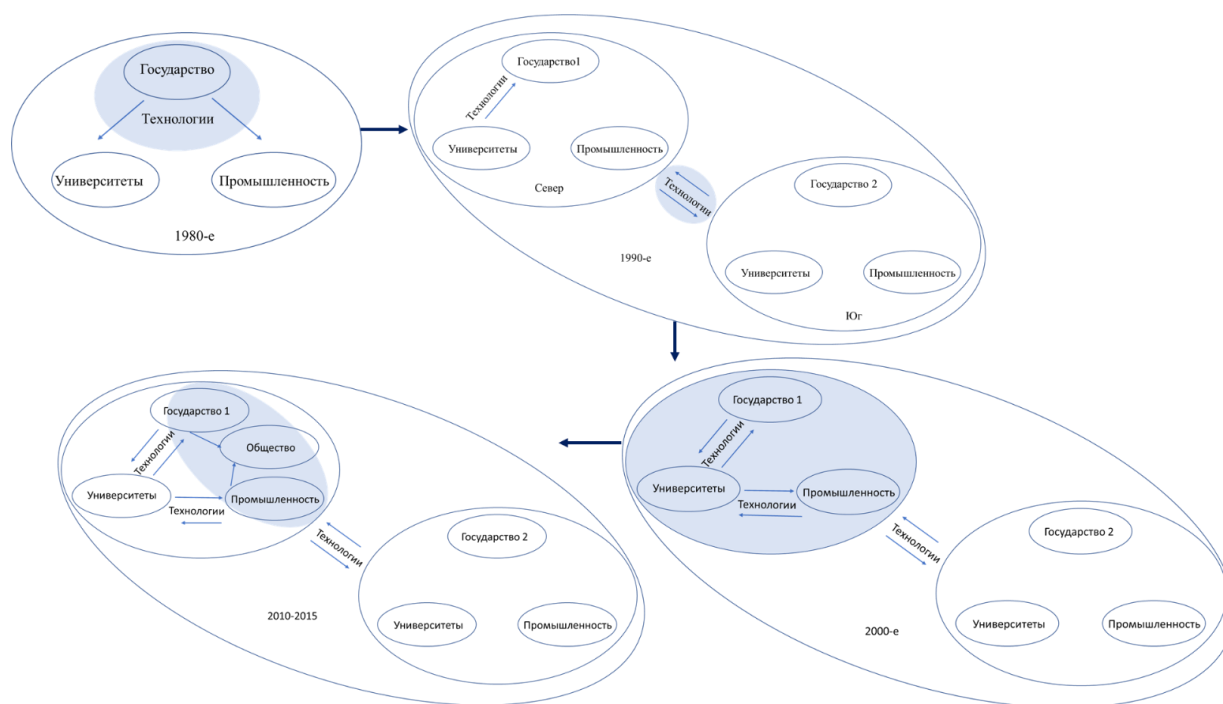 Государство
Технологии
Университеты
Промышленность
1980-е
Государство1
Технологии
Университеты
Промышленность
Север
Технологии
Государство 2
Университеты
Промышленность
Юг
1990-е
Государство 1
Общество
Технологии
Университеты
Промышленность
Технологии
Технологии
Государство 2
Университеты
Промышленность
2010-2015
Государство 1
Технологии
Университеты
Промышленность
Технологии
Технологии
Государство 2
Университеты
Промышленность
2000-е